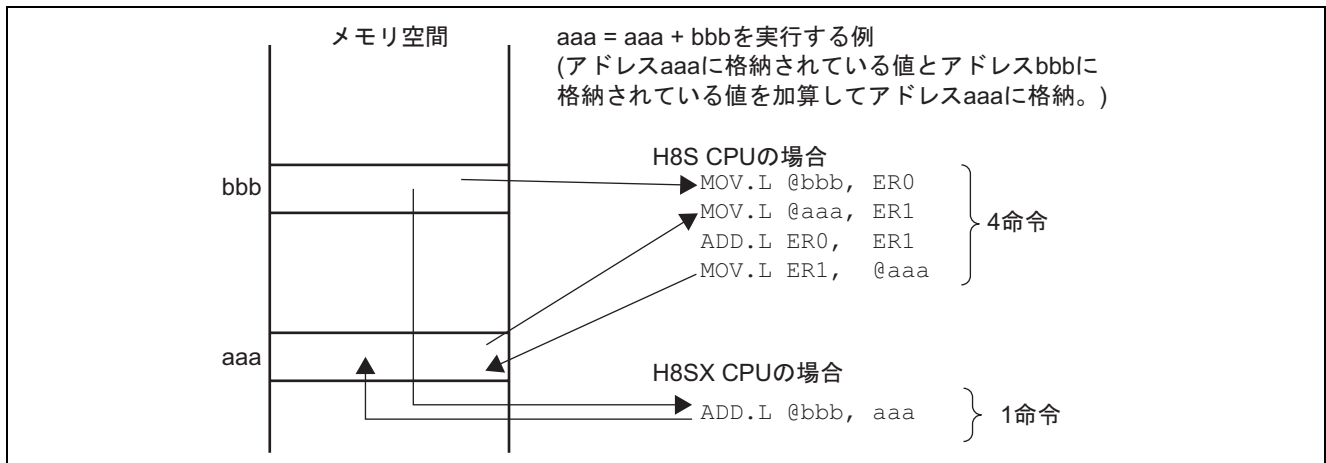 メモリ空間
aaa = aaa + bbbを実行する例
(アドレスaaaに格納されている値とアドレスbbbに
格納されている値を加算してアドレスaaaに格納。)
H8S CPUの場合
bbb
MOV.L @bbb, ER0
MOV.L @aaa, ER1
ADD.L ER0, ER1
MOV.L ER1, @aaa
4命令
aaa
H8SX CPUの場合
ADD.L @bbb, aaa
1命令